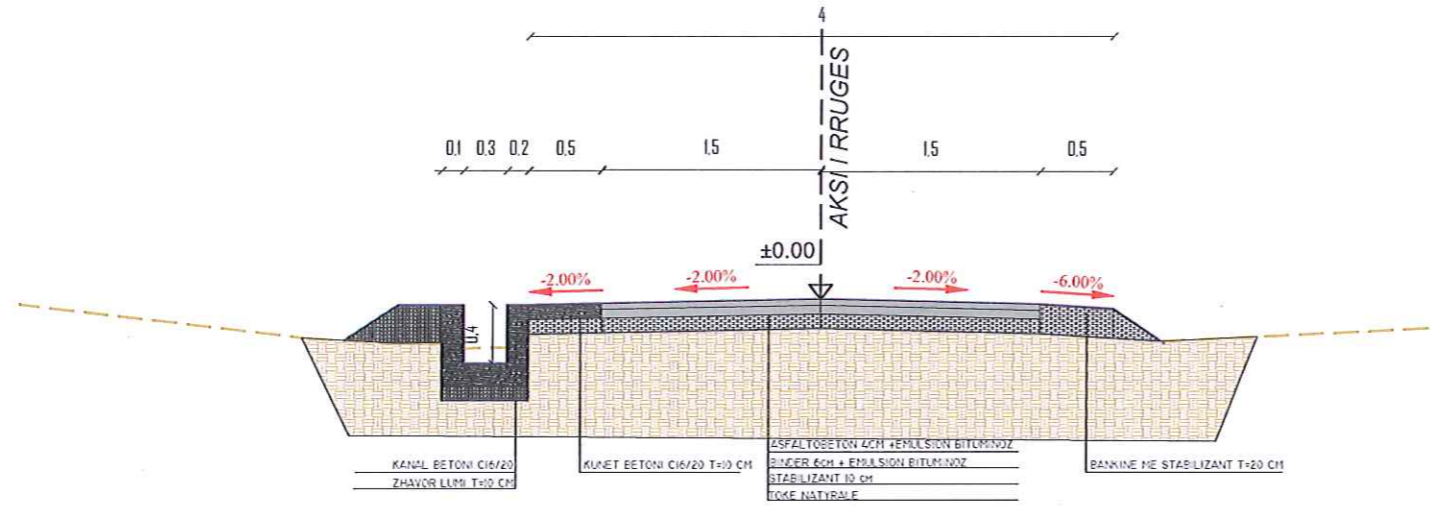 4
AKSI I RRUGES
0,1 0,3 0,2 0,5 1,5 1,5 0,5
±0.00
-2.00% -2.00% -2.00% -6.00%
0,4
KANAL BETONI C16/20
ZHAVOR LUMI T=10 CM
KUNET BETONI C16/20 T=10 CM
ASFALTOBETON 4CM +EMULSION BITUMINOZ
BINDER 6cm + EMULSION BITUMINOZ
STABILIZANT 10 cm
TOKE NATYRALE
BANKINE ME STABILIZANT T=20 CM